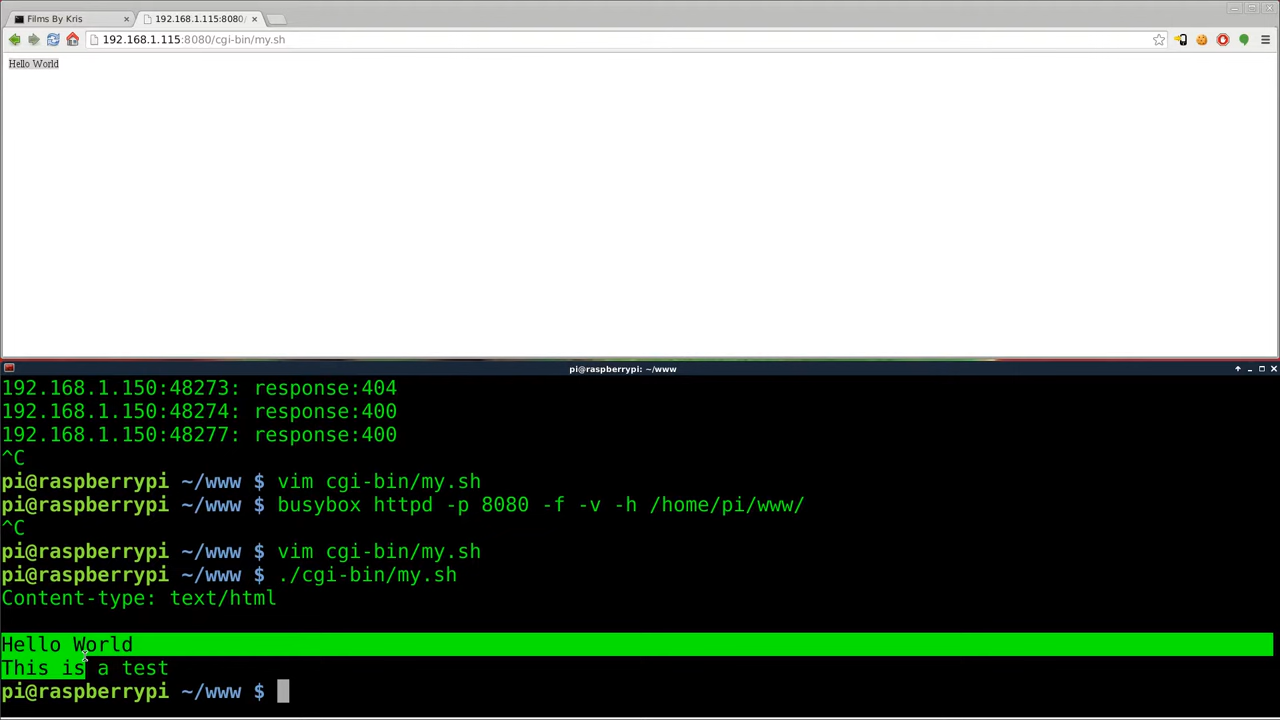 Films By Kris
192.168.1.115:8080/
192.168.1.115:8080/cgi-bin/my.sh
Hello World
pi@raspberrypi: ~/www
192.168.1.150:48273: response:404
192.168.1.150:48274: response:400
192.168.1.150:48277: response:400
^C
pi@raspberrypi ~/www $ vim cgi-bin/my.sh
pi@raspberrypi ~/www $ busybox httpd -p 8080 -f -v -h /home/pi/www/
^C
pi@raspberrypi ~/www $ vim cgi-bin/my.sh
pi@raspberrypi ~/www $ ./cgi-bin/my.sh
Content-type: text/html
Hello World
This is a test
pi@raspberrypi ~/www $